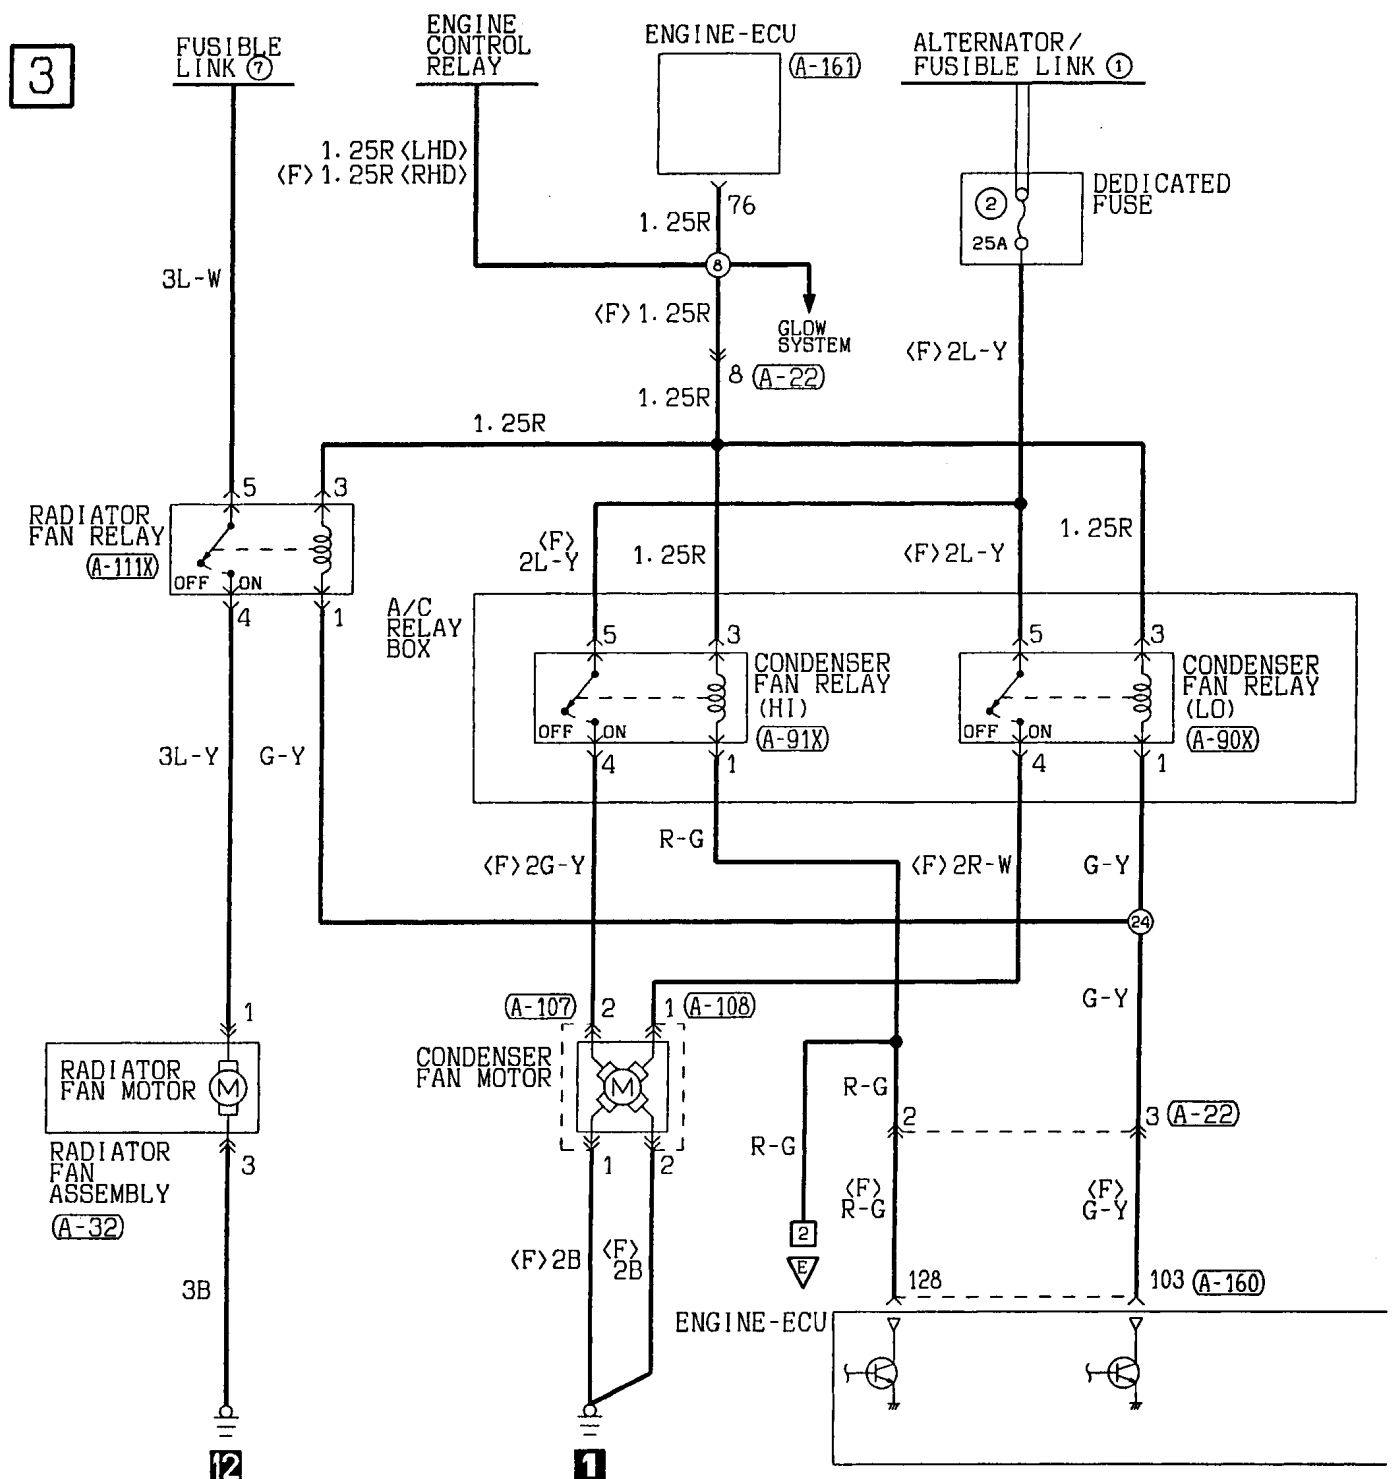 3
FUSIBLE
LINK ⑦
ENGINE
CONTROL
RELAY
ENGINE-ECU
(A-161)
ALTERNATOR/
FUSIBLE LINK ①
1.25R <LHD>
<F> 1.25R <RHD>
76
1.25R
DEDICATED
FUSE
2
25A
8
3L-W
<F> 1.25R
GLOW
SYSTEM
<F> 2L-Y
8 (A-22)
1.25R
1.25R
5
3
RADIATOR
FAN RELAY
(A-111X)
OFF
ON
4
1
<F>
2L-Y
1.25R
<F> 2L-Y
1.25R
A/C
RELAY
BOX
5
3
CONDENSER
FAN RELAY
(HI)
(A-91X)
OFF
ON
4
1
5
3
CONDENSER
FAN RELAY
(LO)
(A-90X)
OFF
ON
4
1
3L-Y
G-Y
R-G
<F> 2G-Y
<F> 2R-W
G-Y
24
G-Y
1
(A-107) 2
1 (A-108)
RADIATOR
FAN MOTOR
M
CONDENSER
FAN MOTOR
M
R-G
2
3 (A-22)
RADIATOR
FAN
ASSEMBLY
(A-32)
3
1
2
R-G
<F>
R-G
<F>
G-Y
2
E
<F> 2B
<F>
2B
3B
128
103 (A-160)
ENGINE-ECU
12
1